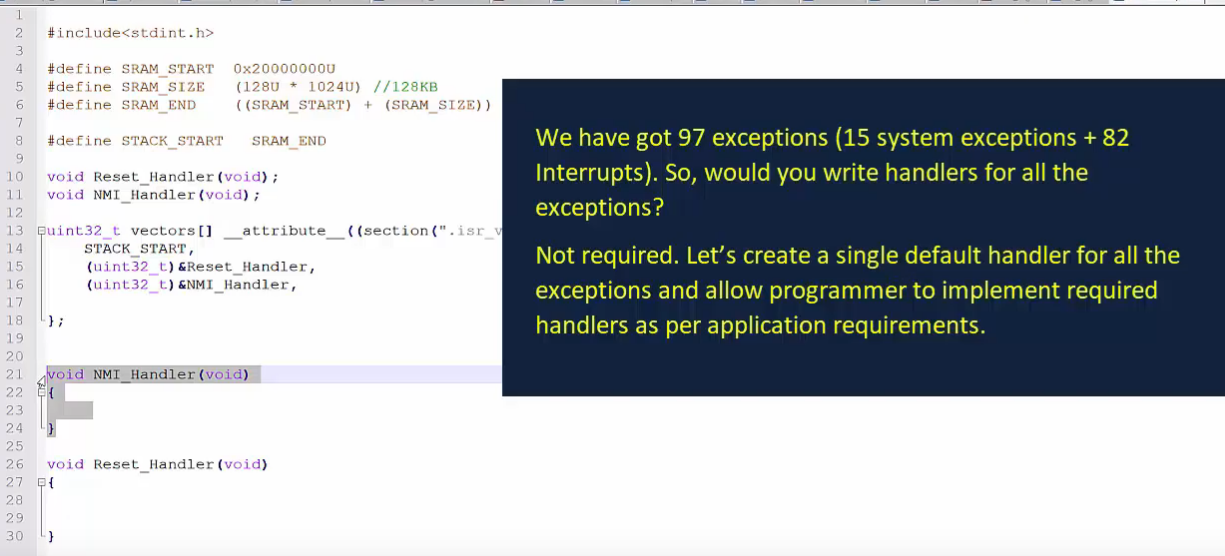 1
2 #include<stdint.h>
3
4 #define SRAM_START 0x20000000U
5 #define SRAM_SIZE (128U * 1024U) //128KB
6 #define SRAM_END ((SRAM_START) + (SRAM_SIZE))
7
8 #define STACK_START SRAM_END
9
10 void Reset_Handler(void);
11 void NMI_Handler(void);
12
13 uint32_t vectors[] __attribute__((section(".isr_v
14 STACK_START,
15 (uint32_t)&Reset_Handler,
16 (uint32_t)&NMI_Handler,
17
18 };
19
20
21 void NMI_Handler(void)
22 {
23
24 }
25
26 void Reset_Handler(void)
27 {
28
29
30 }
We have got 97 exceptions (15 system exceptions + 82
Interrupts). So, would you write handlers for all the
exceptions?
Not required. Let’s create a single default handler for all the
exceptions and allow programmer to implement required
handlers as per application requirements.